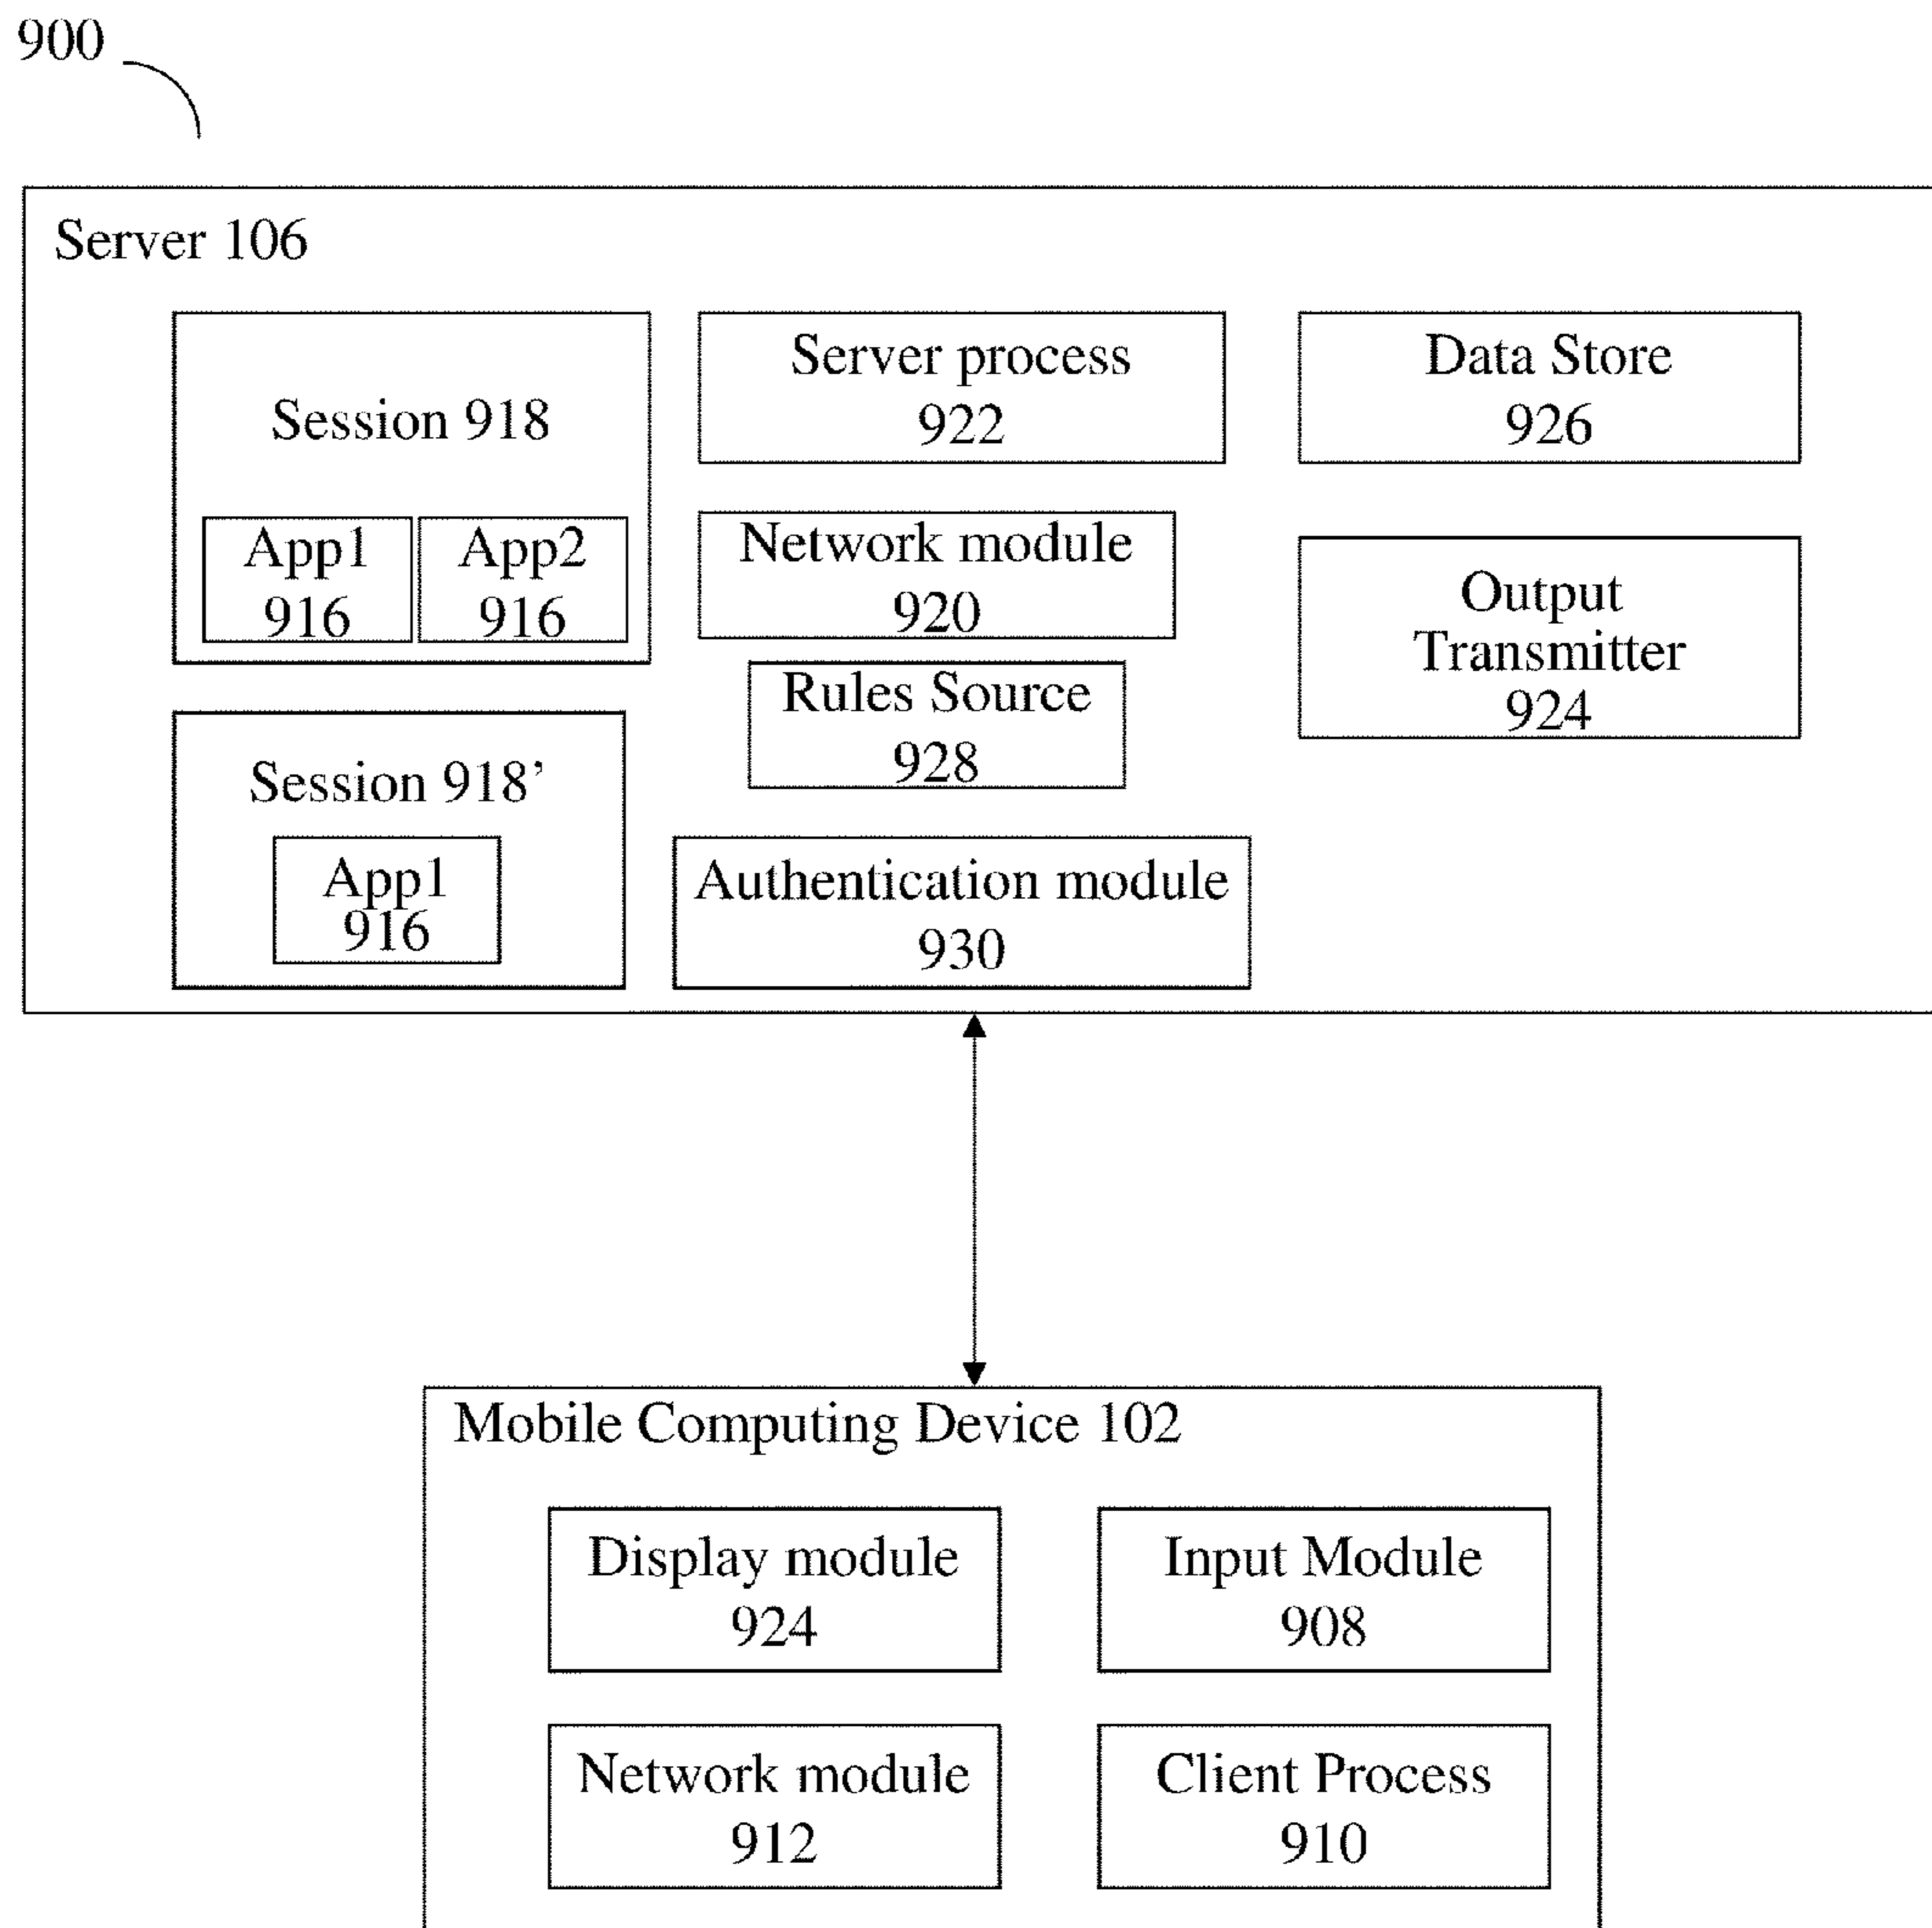 900
Server 106
Session 918
App1
916
App2
916
Server process
922
Data Store
926
Network module
920
Output
Transmitter
924
Rules Source
928
Session 918’
App1
916
Authentication module
930
Mobile Computing Device 102
Display module
924
Input Module
908
Network module
912
Client Process
910